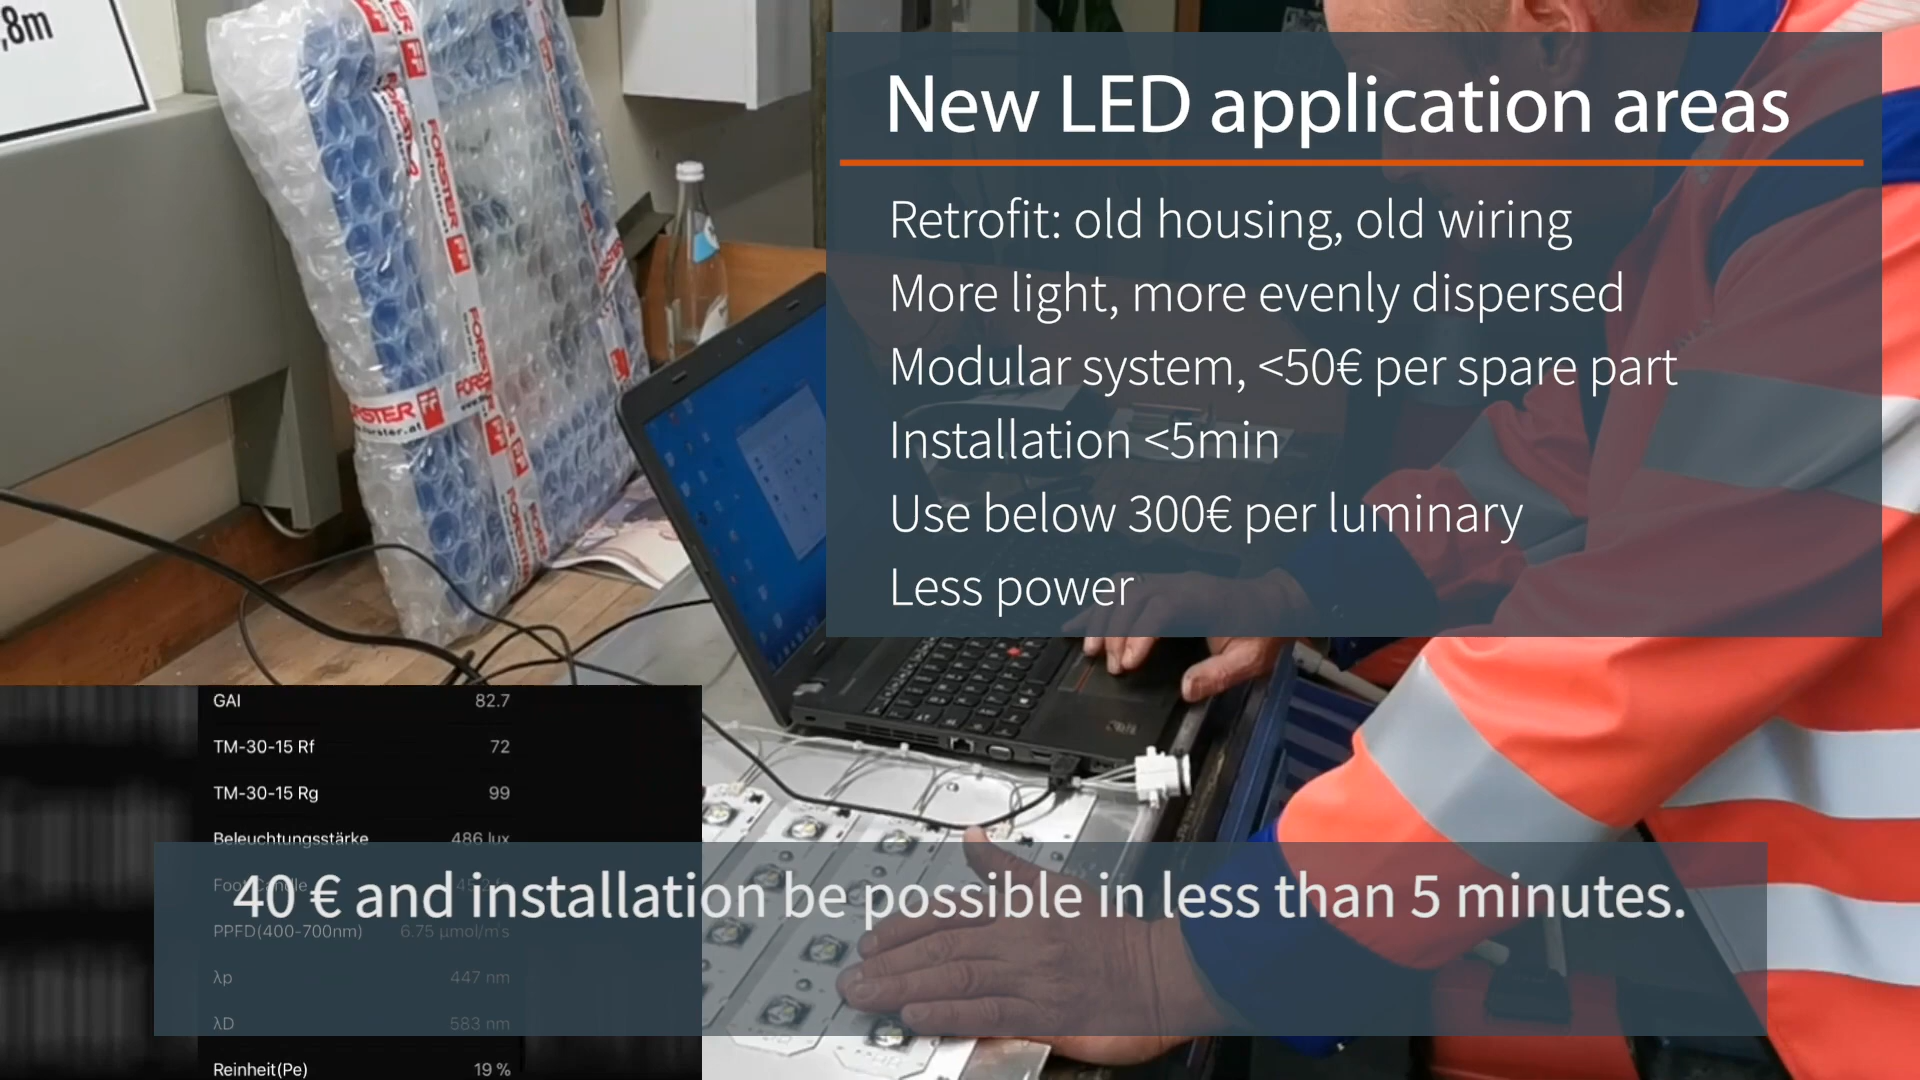 ,8m
FORSTER
FORSTER
FORSTER
New LED application areas
Retrofit: old housing, old wiring
More light, more evenly dispersed
Modular system, <50€ per spare part
Installation <5min
Use below 300€ per luminary
Less power
GAI 82.7
TM-30-15 Rf 72
TM-30-15 Rg 99
Beleuchtungsstärke 486 lux
40 € and installation be possible in less than 5 minutes.
PPFD(400-700nm) 6.75 µmol/m²s
λp 447 nm
λD 583 nm
Reinheit(Pe) 19 %